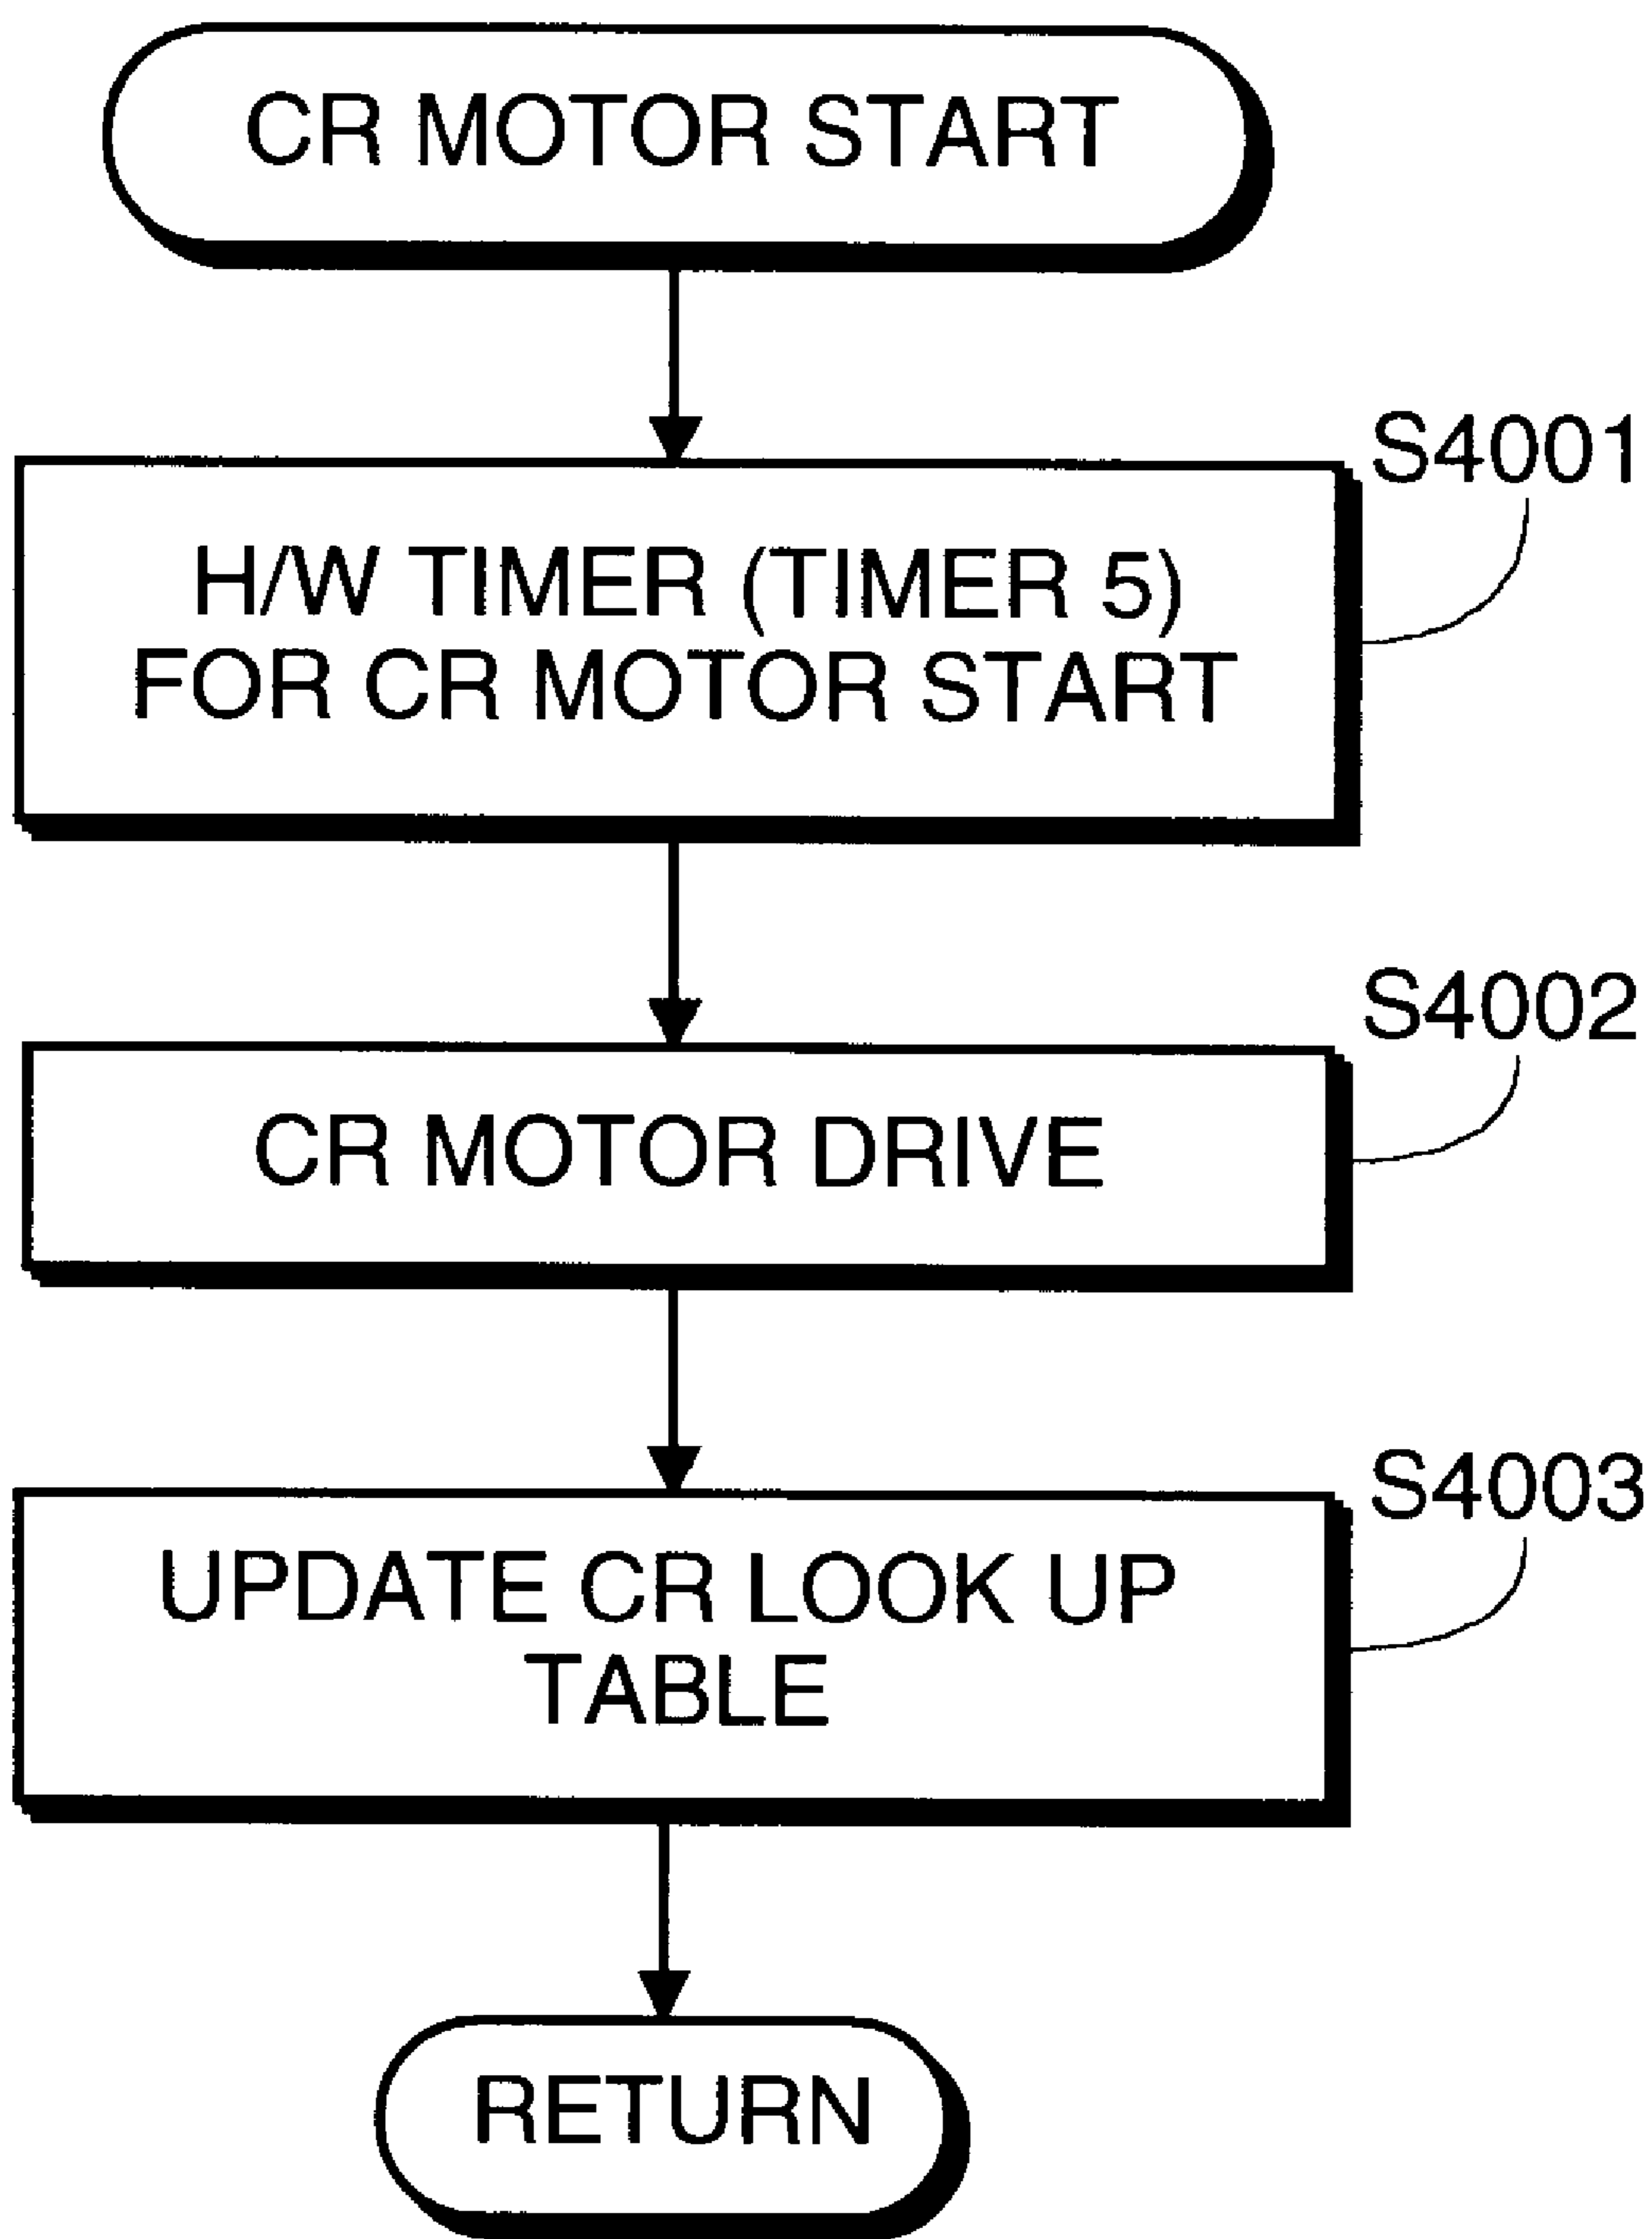 CR MOTOR START
S4001
H/W TIMER (TIMER 5)
FOR CR MOTOR START
S4002
CR MOTOR DRIVE
S4003
UPDATE CR LOOK UP
TABLE
RETURN